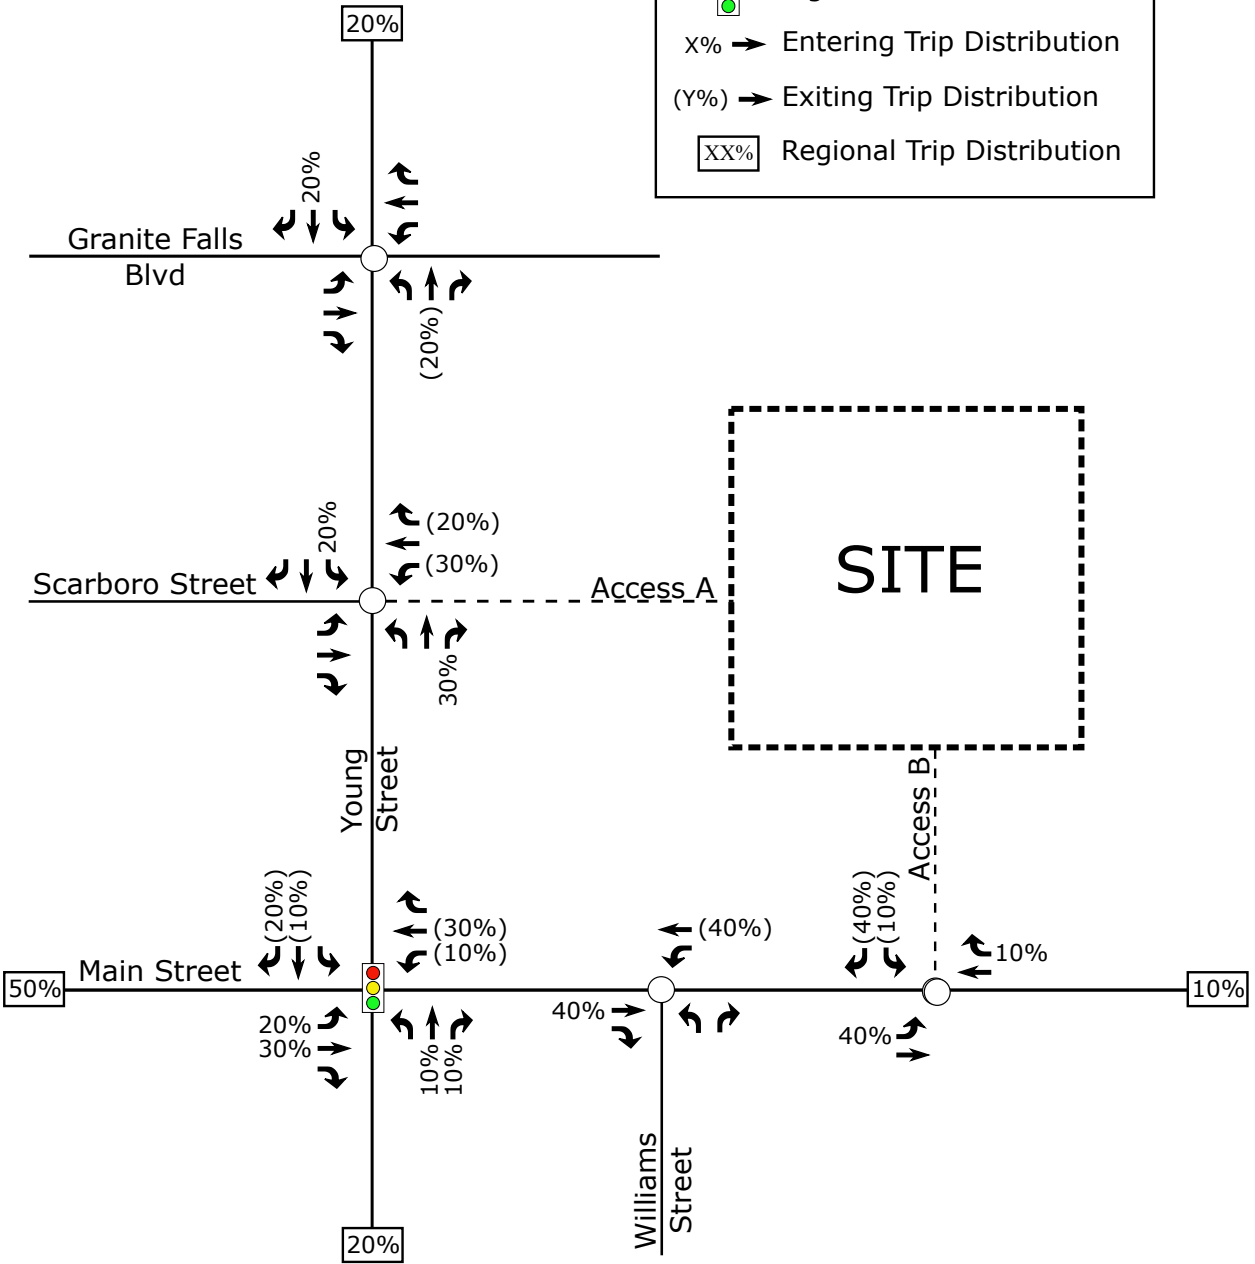 20%
X% Entering Trip Distribution
(Y%) Exiting Trip Distribution
XX% Regional Trip Distribution
20%
Granite Falls
Blvd
(20%)
SITE
20%
(20%)
(30%)
Scarboro Street
Access A
30%
Young
Street
Access B
(20%)
(10%)
(30%)
(10%)
(40%)
(40%)
(10%)
10%
Main Street
50%
10%
20%
30%
10%
10%
40%
40%
Williams
Street
20%